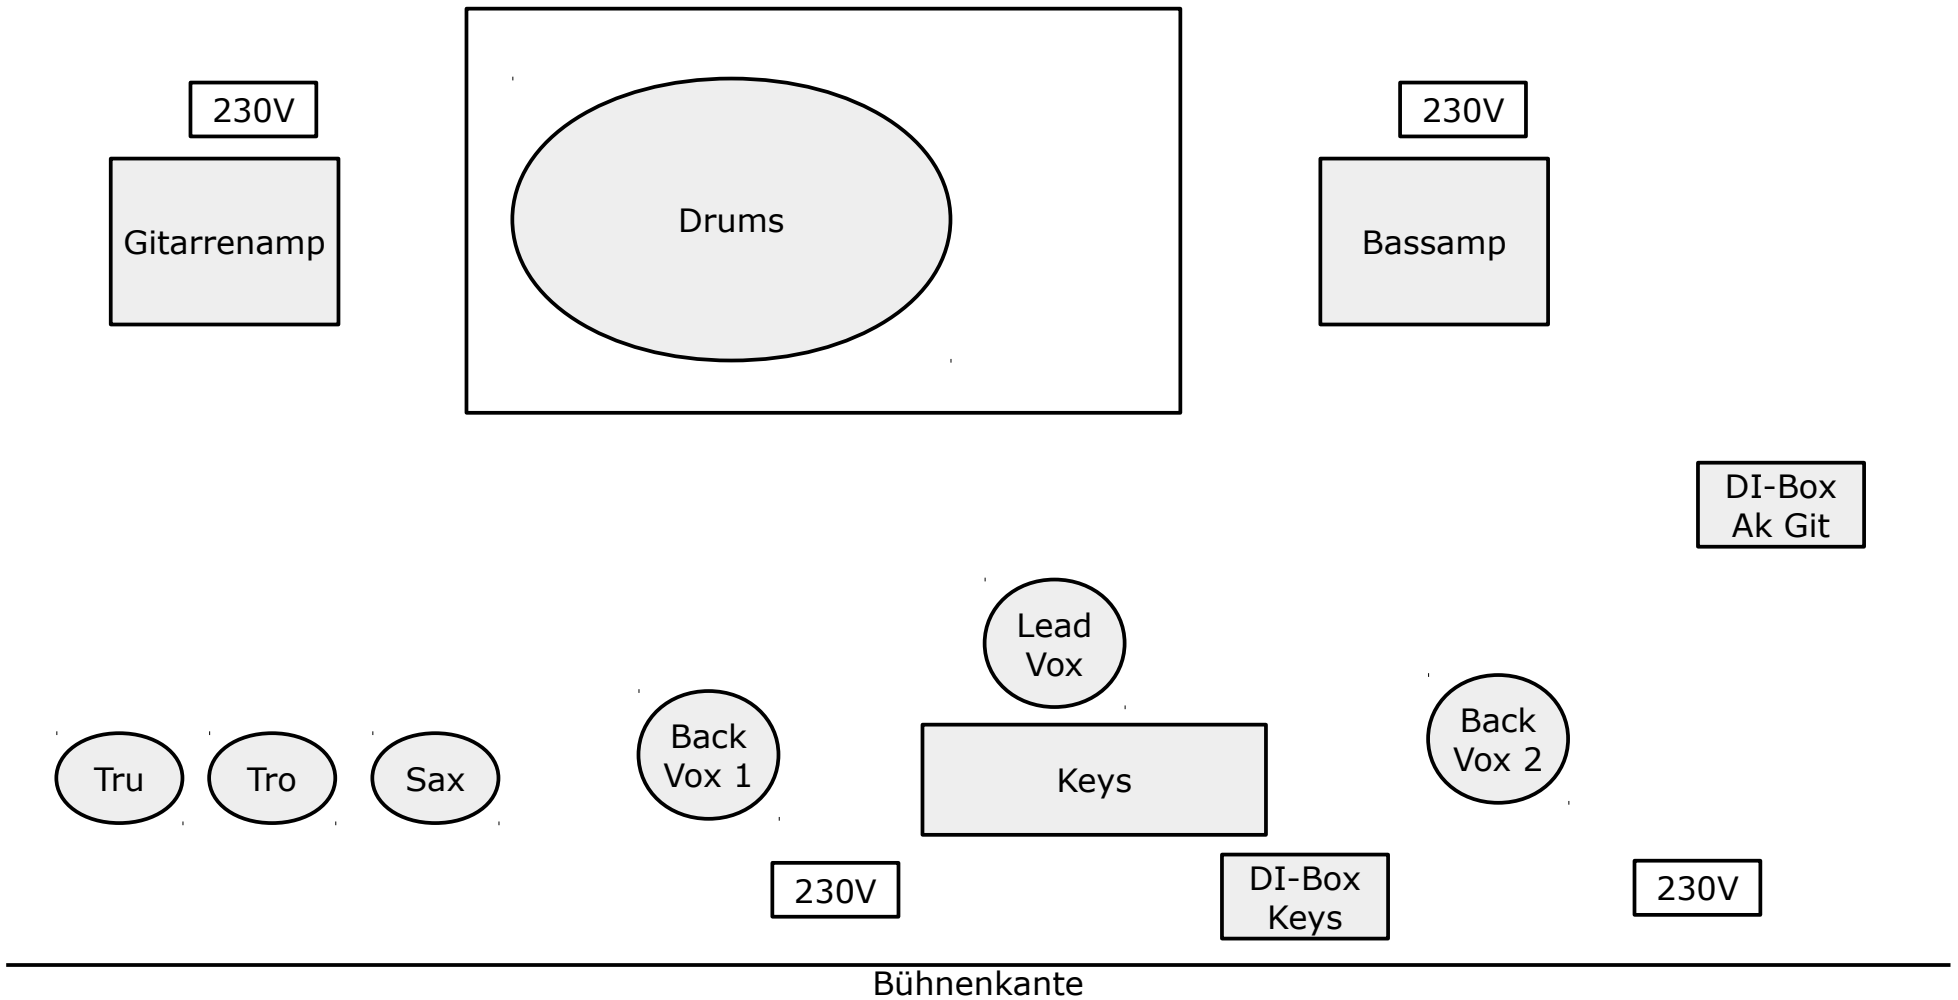 230V
230V
Gitarrenamp
Drums
Bassamp
DI-Box
Ak Git
Lead
Vox
Back
Vox 1
Back
Vox 2
Tru
Tro
Sax
Keys
230V
DI-Box
Keys
230V
Bühnenkante